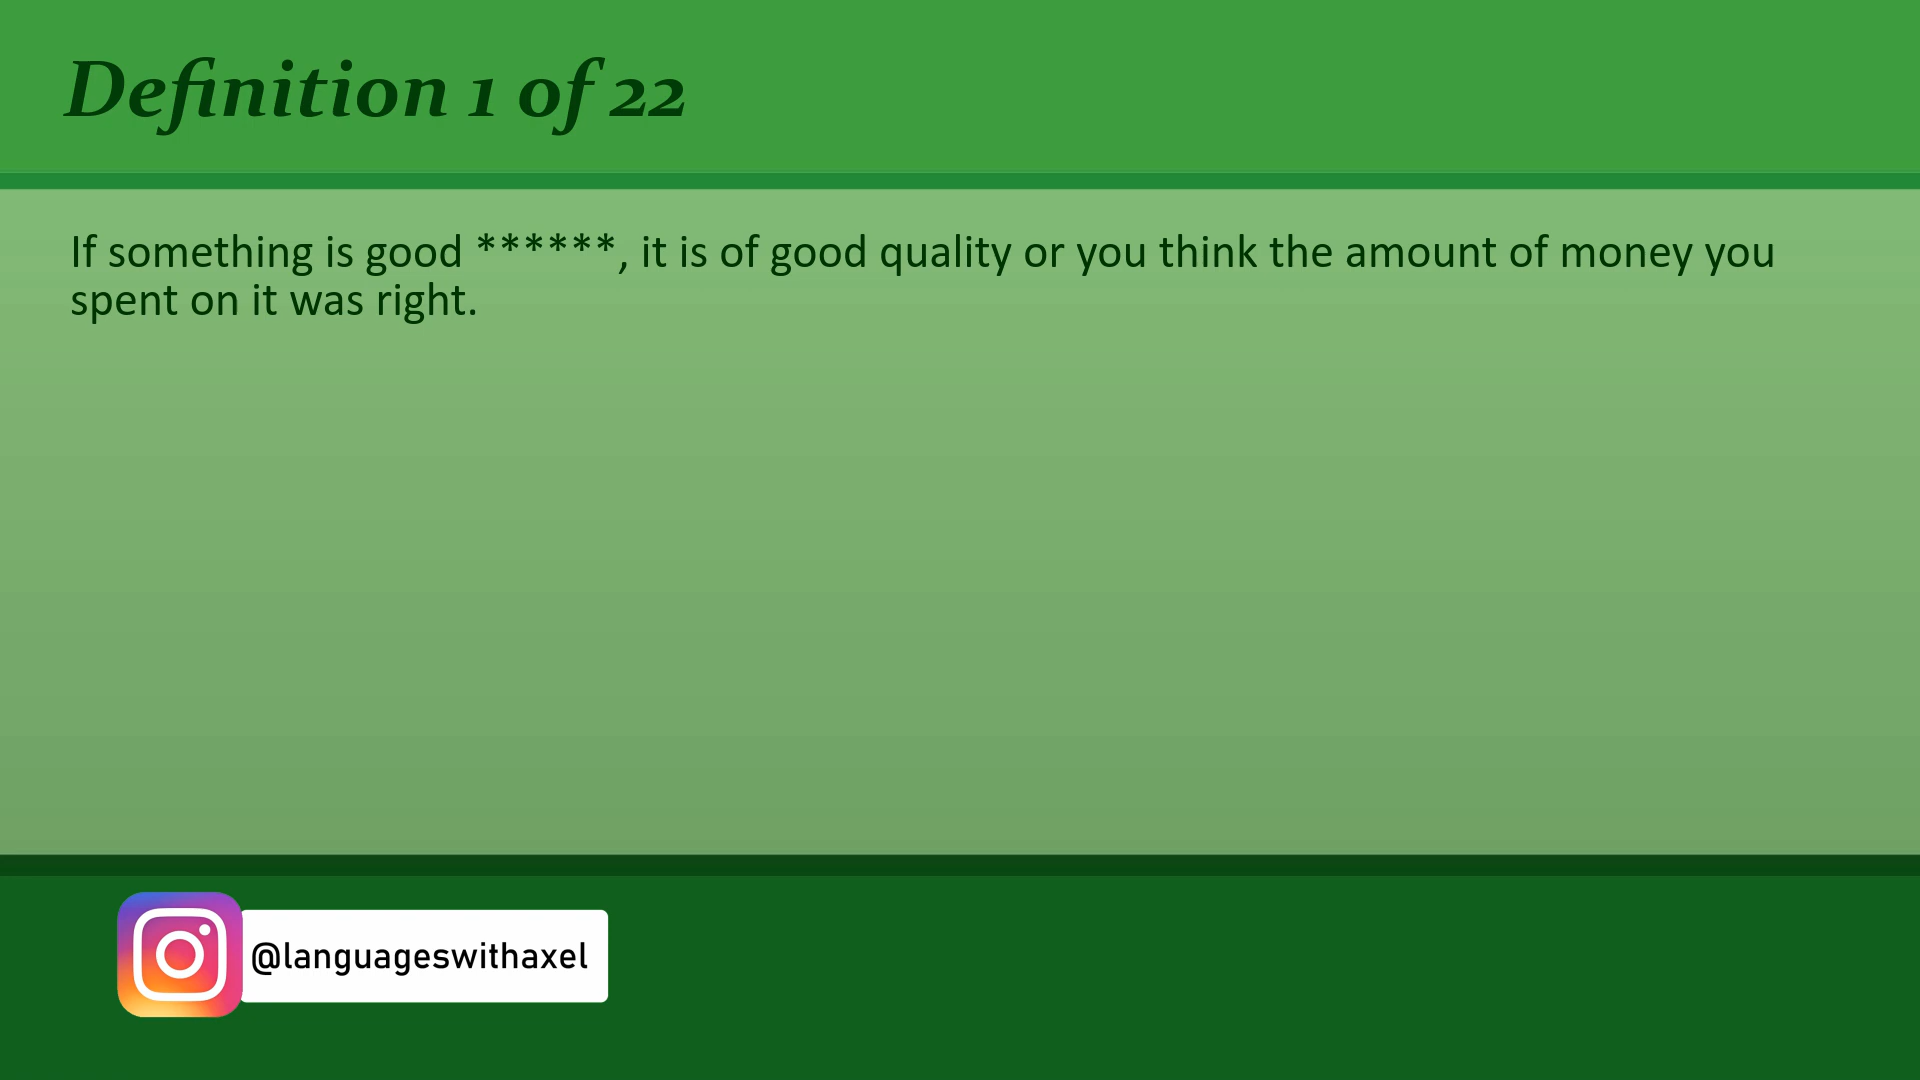 Definition 1 of 22
If something is good ******, it is of good quality or you think the amount of money you
spent on it was right.
@languageswithaxel